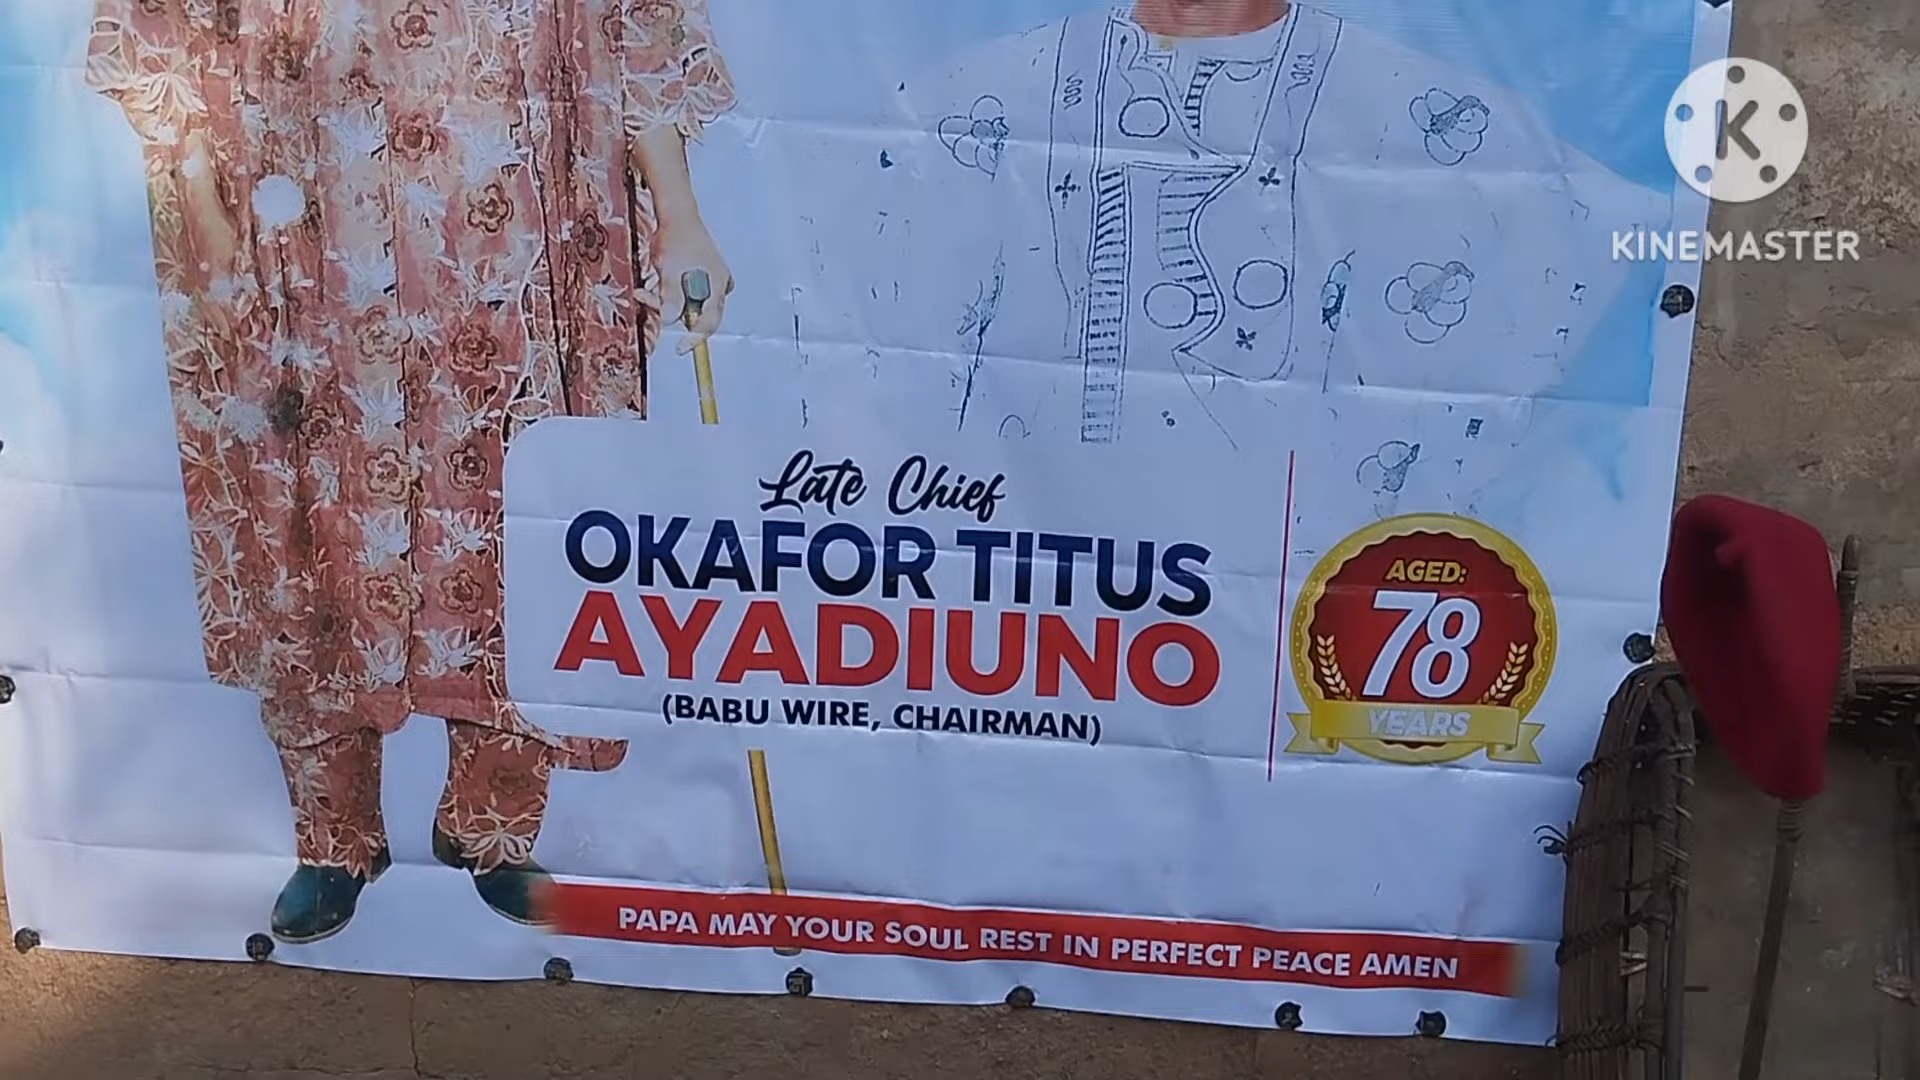 K
KINEMASTER
Late Chief
OKAFOR TITUS
AYADIUNO
(BABU WIRE, CHAIRMAN)
AGED:
78
YEARS
PAPA MAY YOUR SOUL REST IN PERFECT PEACE AMEN